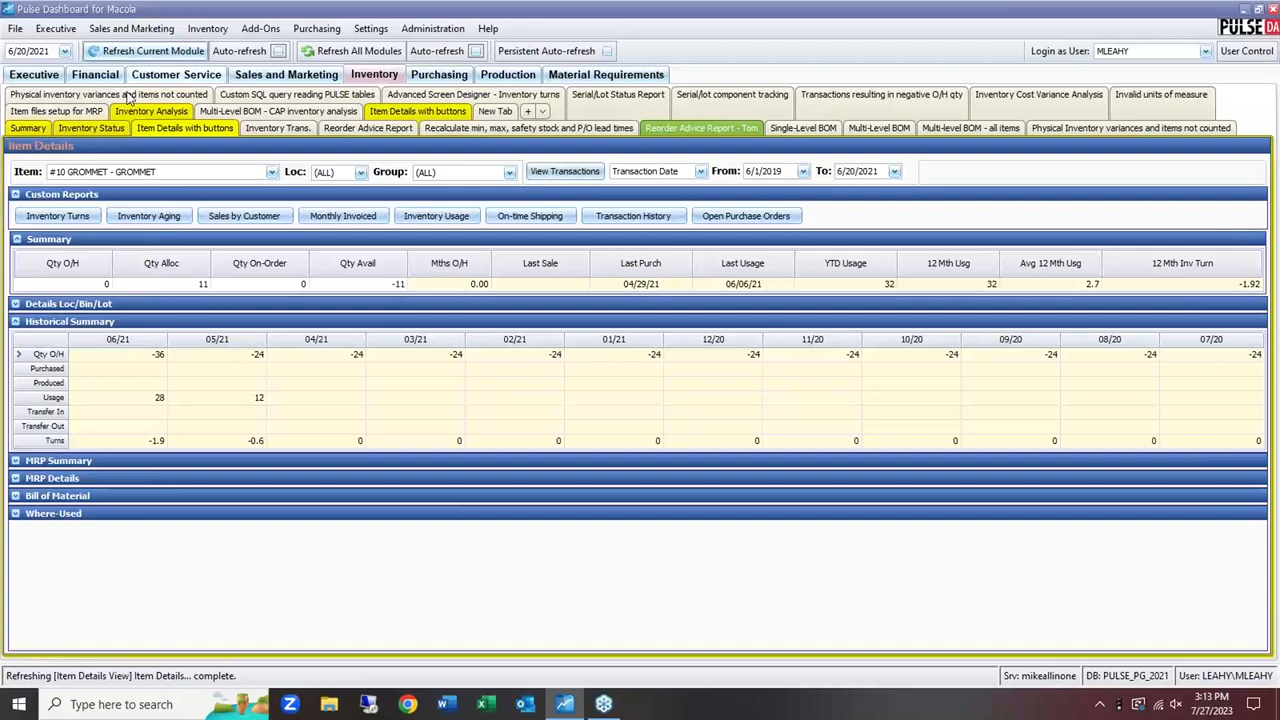 Pulse Dashboard for Macola
File Executive Sales and Marketing Inventory Add-Ons Purchasing Settings Administration Help PULSE DA
6/20/2021 Refresh Current Module Auto-refresh Refresh All Modules Auto-refresh Persistent Auto-refresh Login as User: MLEAHY User Control
Executive Financial Customer Service Sales and Marketing Inventory Purchasing Production Material Requirements
Physical inventory variances and items not counted Custom SQL query reading PULSE tables Advanced Screen Designer - Inventory turns Serial/Lot Status Report Serial/lot component tracking Transactions resulting in negative O/H qty Inventory Cost Variance Analysis Invalid units of measure
Item files setup for MRP Inventory Analysis Multi-Level BOM - CAP inventory analysis Item Details with buttons New Tab +
Summary Inventory Status Item Details with buttons Inventory Trans. Reorder Advice Report Recalculate min, max, safety stock and P/O lead times Reorder Advice Report - Tom Single-Level BOM Multi-Level BOM Multi-level BOM - all items Physical Inventory variances and items not counted
Item Details
Item: #10 GROMMET - GROMMET Loc: (ALL) Group: (ALL) View Transactions Transaction Date From: 6/1/2019 To: 6/20/2021
Custom Reports
Inventory Turns Inventory Aging Sales by Customer Monthly Invoiced Inventory Usage On-time Shipping Transaction History Open Purchase Orders
Summary
Qty O/H Qty Alloc Qty On-Order Qty Avail Mths O/H Last Sale Last Purch Last Usage YTD Usage 12 Mth Usg Avg 12 Mth Usg 12 Mth Inv Turn
0 11 0 -11 0.00 04/29/21 06/06/21 32 32 2.7 -1.92
Details Loc/Bin/Lot
Historical Summary
06/21 05/21 04/21 03/21 02/21 01/21 12/20 11/20 10/20 09/20 08/20 07/20
Qty O/H -36 -24 -24 -24 -24 -24 -24 -24 -24 -24 -24 -24
Purchased
Produced
Usage 28 12
Transfer In
Transfer Out
Turns -1.9 -0.6 0 0 0 0 0 0 0 0 0 0
MRP Summary
MRP Details
Bill of Material
Where-Used
Refreshing [Item Details View] Item Details... complete. Srv: mikeallinone DB: PULSE_PG_2021 User: LEAHY\MLEAHY
Type here to search
3:13 PM
7/27/2023